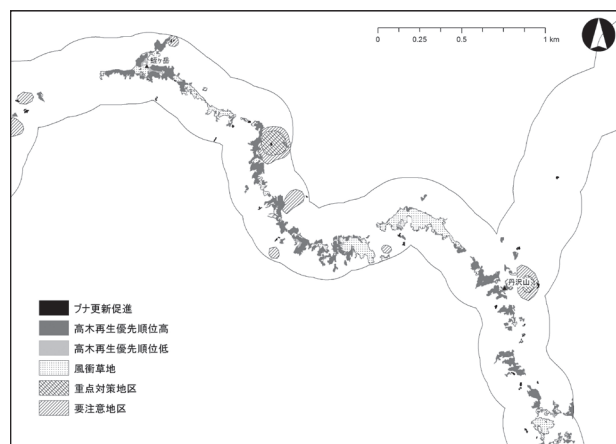 0 0.25 0.5 1 km
蛭ヶ岳
丹沢山
ブナ更新促進
高木再生優先順位高
高木再生優先順位低
風衝草地
重点対策地区
要注意地区